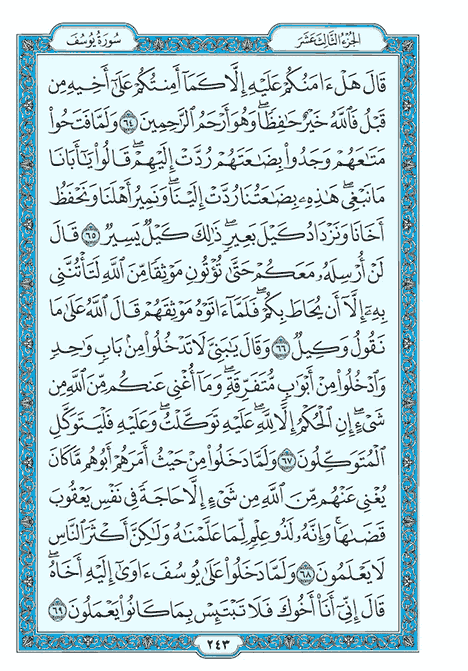 الجزء الثالث عشر
سورة يوسف
قَالَ هَلْ ءَامَنُكُمْ عَلَيْهِ إِلَّا كَمَآ أَمِنتُكُمْ عَلَىٰٓ أَخِيهِ مِن
قَبْلُ فَٱللَّهُ خَيْرٌ حَٰفِظًا ۖ وَهُوَ أَرْحَمُ ٱلرَّٰحِمِينَ ٦٤ وَلَمَّا فَتَحُوا۟
مَتَٰعَهُمْ وَجَدُوا۟ بِضَٰعَتَهُمْ رُدَّتْ إِلَيْهِمْ ۖ قَالُوا۟ يَٰٓأَبَانَا
مَا نَبْغِى ۖ هَٰذِهِۦ بِضَٰعَتُنَا رُدَّتْ إِلَيْنَا ۖ وَنَمِيرُ أَهْلَنَا وَنَحْفَظُ
أَخَانَا وَنَزْدَادُ كَيْلَ بَعِيرٍ ۖ ذَٰلِكَ كَيْلٌ يَسِيرٌ ٦٥ قَالَ
لَنْ أُرْسِلَهُۥ مَعَكُمْ حَتَّىٰ تُؤْتُونِ مَوْثِقًا مِّنَ ٱللَّهِ لَتَأْتُنَّنِى
بِهِۦٓ إِلَّآ أَن يُحَاطَ بِكُمْ ۖ فَلَمَّآ ءَاتَوْهُ مَوْثِقَهُمْ قَالَ ٱللَّهُ عَلَىٰ مَا
نَقُولُ وَكِيلٌ ٦٦ وَقَالَ يَٰبَنِىَّ لَا تَدْخُلُوا۟ مِنۢ بَابٍ وَٰحِدٍ
وَٱدْخُلُوا۟ مِنْ أَبْوَٰبٍ مُّتَفَرِّقَةٍ ۖ وَمَآ أُغْنِى عَنكُم مِّنَ ٱللَّهِ مِن
شَىْءٍ ۖ إِنِ ٱلْحُكْمُ إِلَّا لِلَّهِ ۖ عَلَيْهِ تَوَكَّلْتُ ۖ وَعَلَيْهِ فَلْيَتَوَكَّلِ
ٱلْمُتَوَكِّلُونَ ٦٧ وَلَمَّا دَخَلُوا۟ مِنْ حَيْثُ أَمَرَهُمْ أَبُوهُم مَّا كَانَ
يُغْنِى عَنْهُم مِّنَ ٱللَّهِ مِن شَىْءٍ إِلَّا حَاجَةً فِى نَفْسِ يَعْقُوبَ
قَضَىٰهَا ۚ وَإِنَّهُۥ لَذُو عِلْمٍ لِّمَا عَلَّمْنَٰهُ وَلَٰكِنَّ أَكْثَرَ ٱلنَّاسِ
لَا يَعْلَمُونَ ٦٨ وَلَمَّا دَخَلُوا۟ عَلَىٰ يُوسُفَ ءَاوَىٰٓ إِلَيْهِ أَخَاهُ ۖ
قَالَ إِنِّىٓ أَنَا۠ أَخُوكَ فَلَا تَبْتَئِسْ بِمَا كَانُوا۟ يَعْمَلُونَ ٦٩
٢٤٣